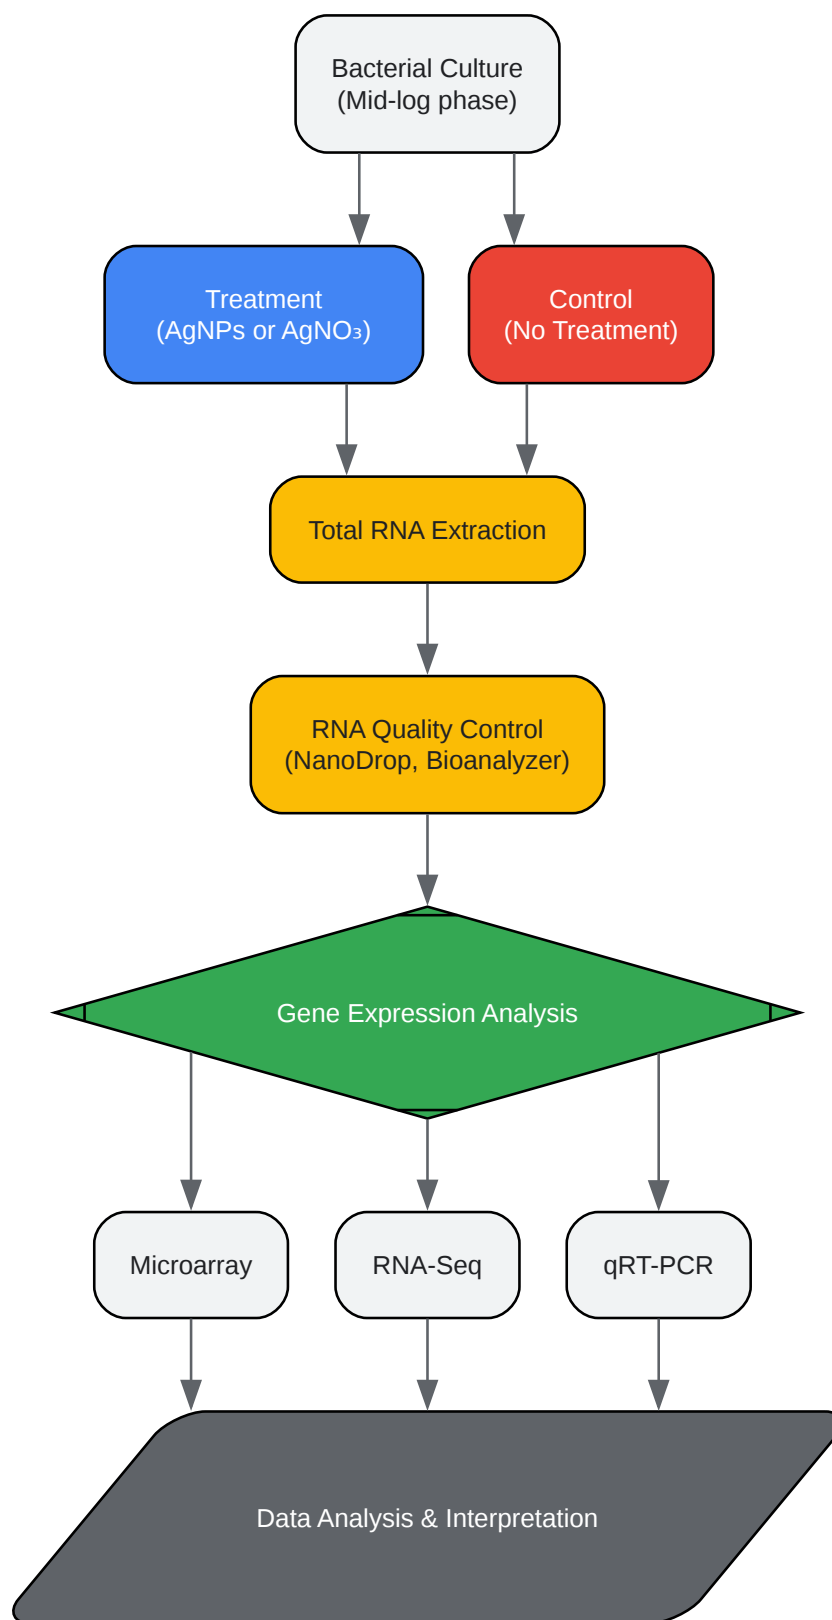 Bacterial Culture
(Mid-log phase)
Treatment
(AgNPs or AgNO₃)
Control
(No Treatment)
Total RNA Extraction
RNA Quality Control
(NanoDrop, Bioanalyzer)
Gene Expression Analysis
Microarray
RNA-Seq
qRT-PCR
Data Analysis & Interpretation